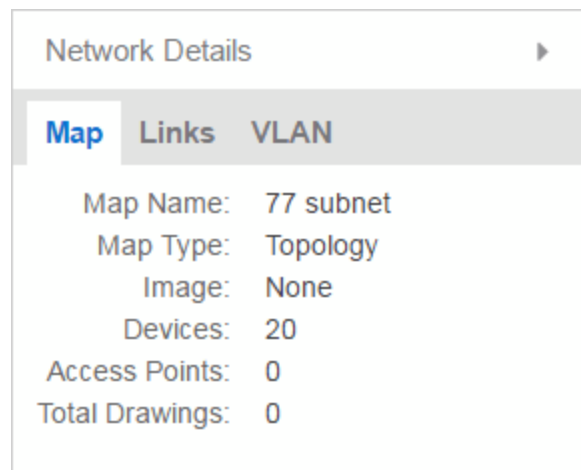 Network Details
Map Links VLAN
Map Name: 77 subnet
Map Type: Topology
Image: None
Devices: 20
Access Points: 0
Total Drawings: 0